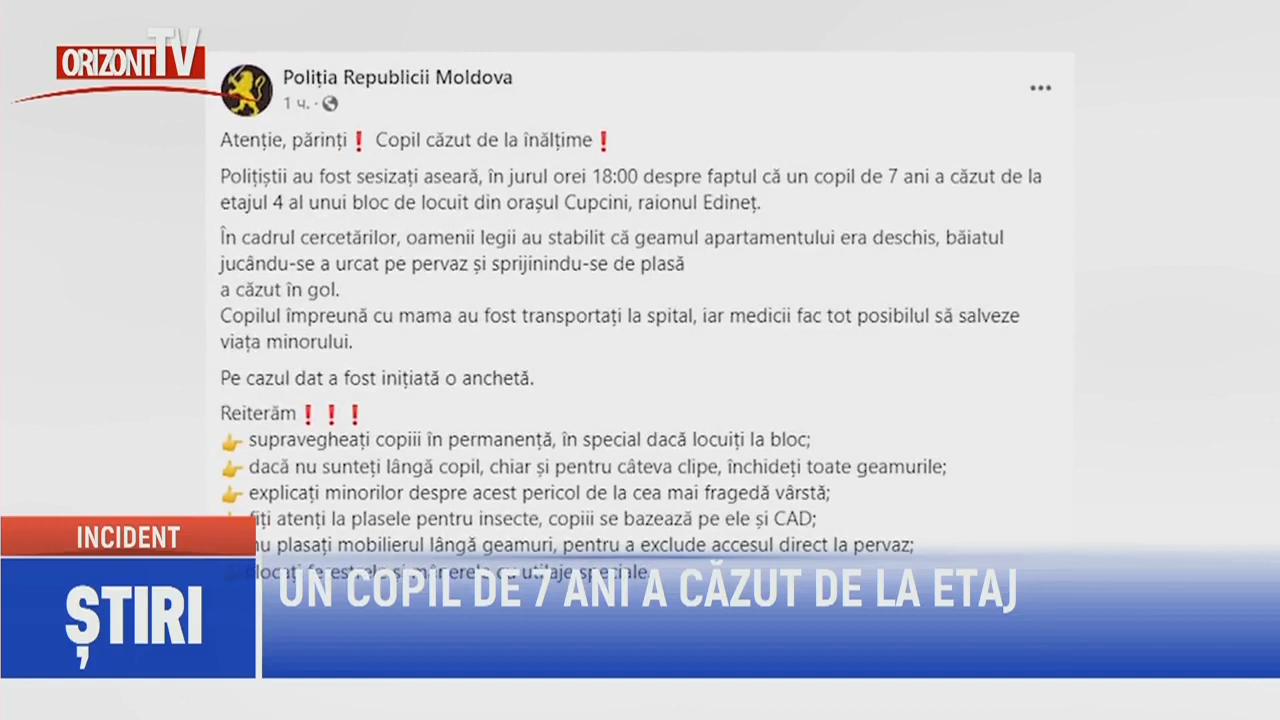 ORIZONT TV
Poliția Republicii Moldova
1 ч. ·
Atenție, părinți❗ Copil căzut de la înălțime❗
Polițiștii au fost sesizați aseară, în jurul orei 18:00 despre faptul că un copil de 7 ani a căzut de la
etajul 4 al unui bloc de locuit din orașul Cupcini, raionul Edineț.
În cadrul cercetărilor, oamenii legii au stabilit că geamul apartamentului era deschis, băiatul
jucându-se a urcat pe pervaz și sprijinindu-se de plasă
a căzut în gol.
Copilul împreună cu mama au fost transportați la spital, iar medicii fac tot posibilul să salveze
viața minorului.
Pe cazul dat a fost inițiată o anchetă.
Reiterăm❗❗❗
👉 supravegheați copiii în permanență, în special dacă locuiți la bloc;
👉 dacă nu sunteți lângă copil, chiar și pentru câteva clipe, închideți toate geamurile;
👉 explicați minorilor despre acest pericol de la cea mai fragedă vârstă;
fiți atenți la plasele pentru insecte, copiii se bazează pe ele și CAD;
nu plasați mobilierul lângă geamuri, pentru a exclude accesul direct la pervaz;
utilaje speciale
INCIDENT
ȘTIRI
UN COPIL DE 7 ANI A CĂZUT DE LA ETAJ